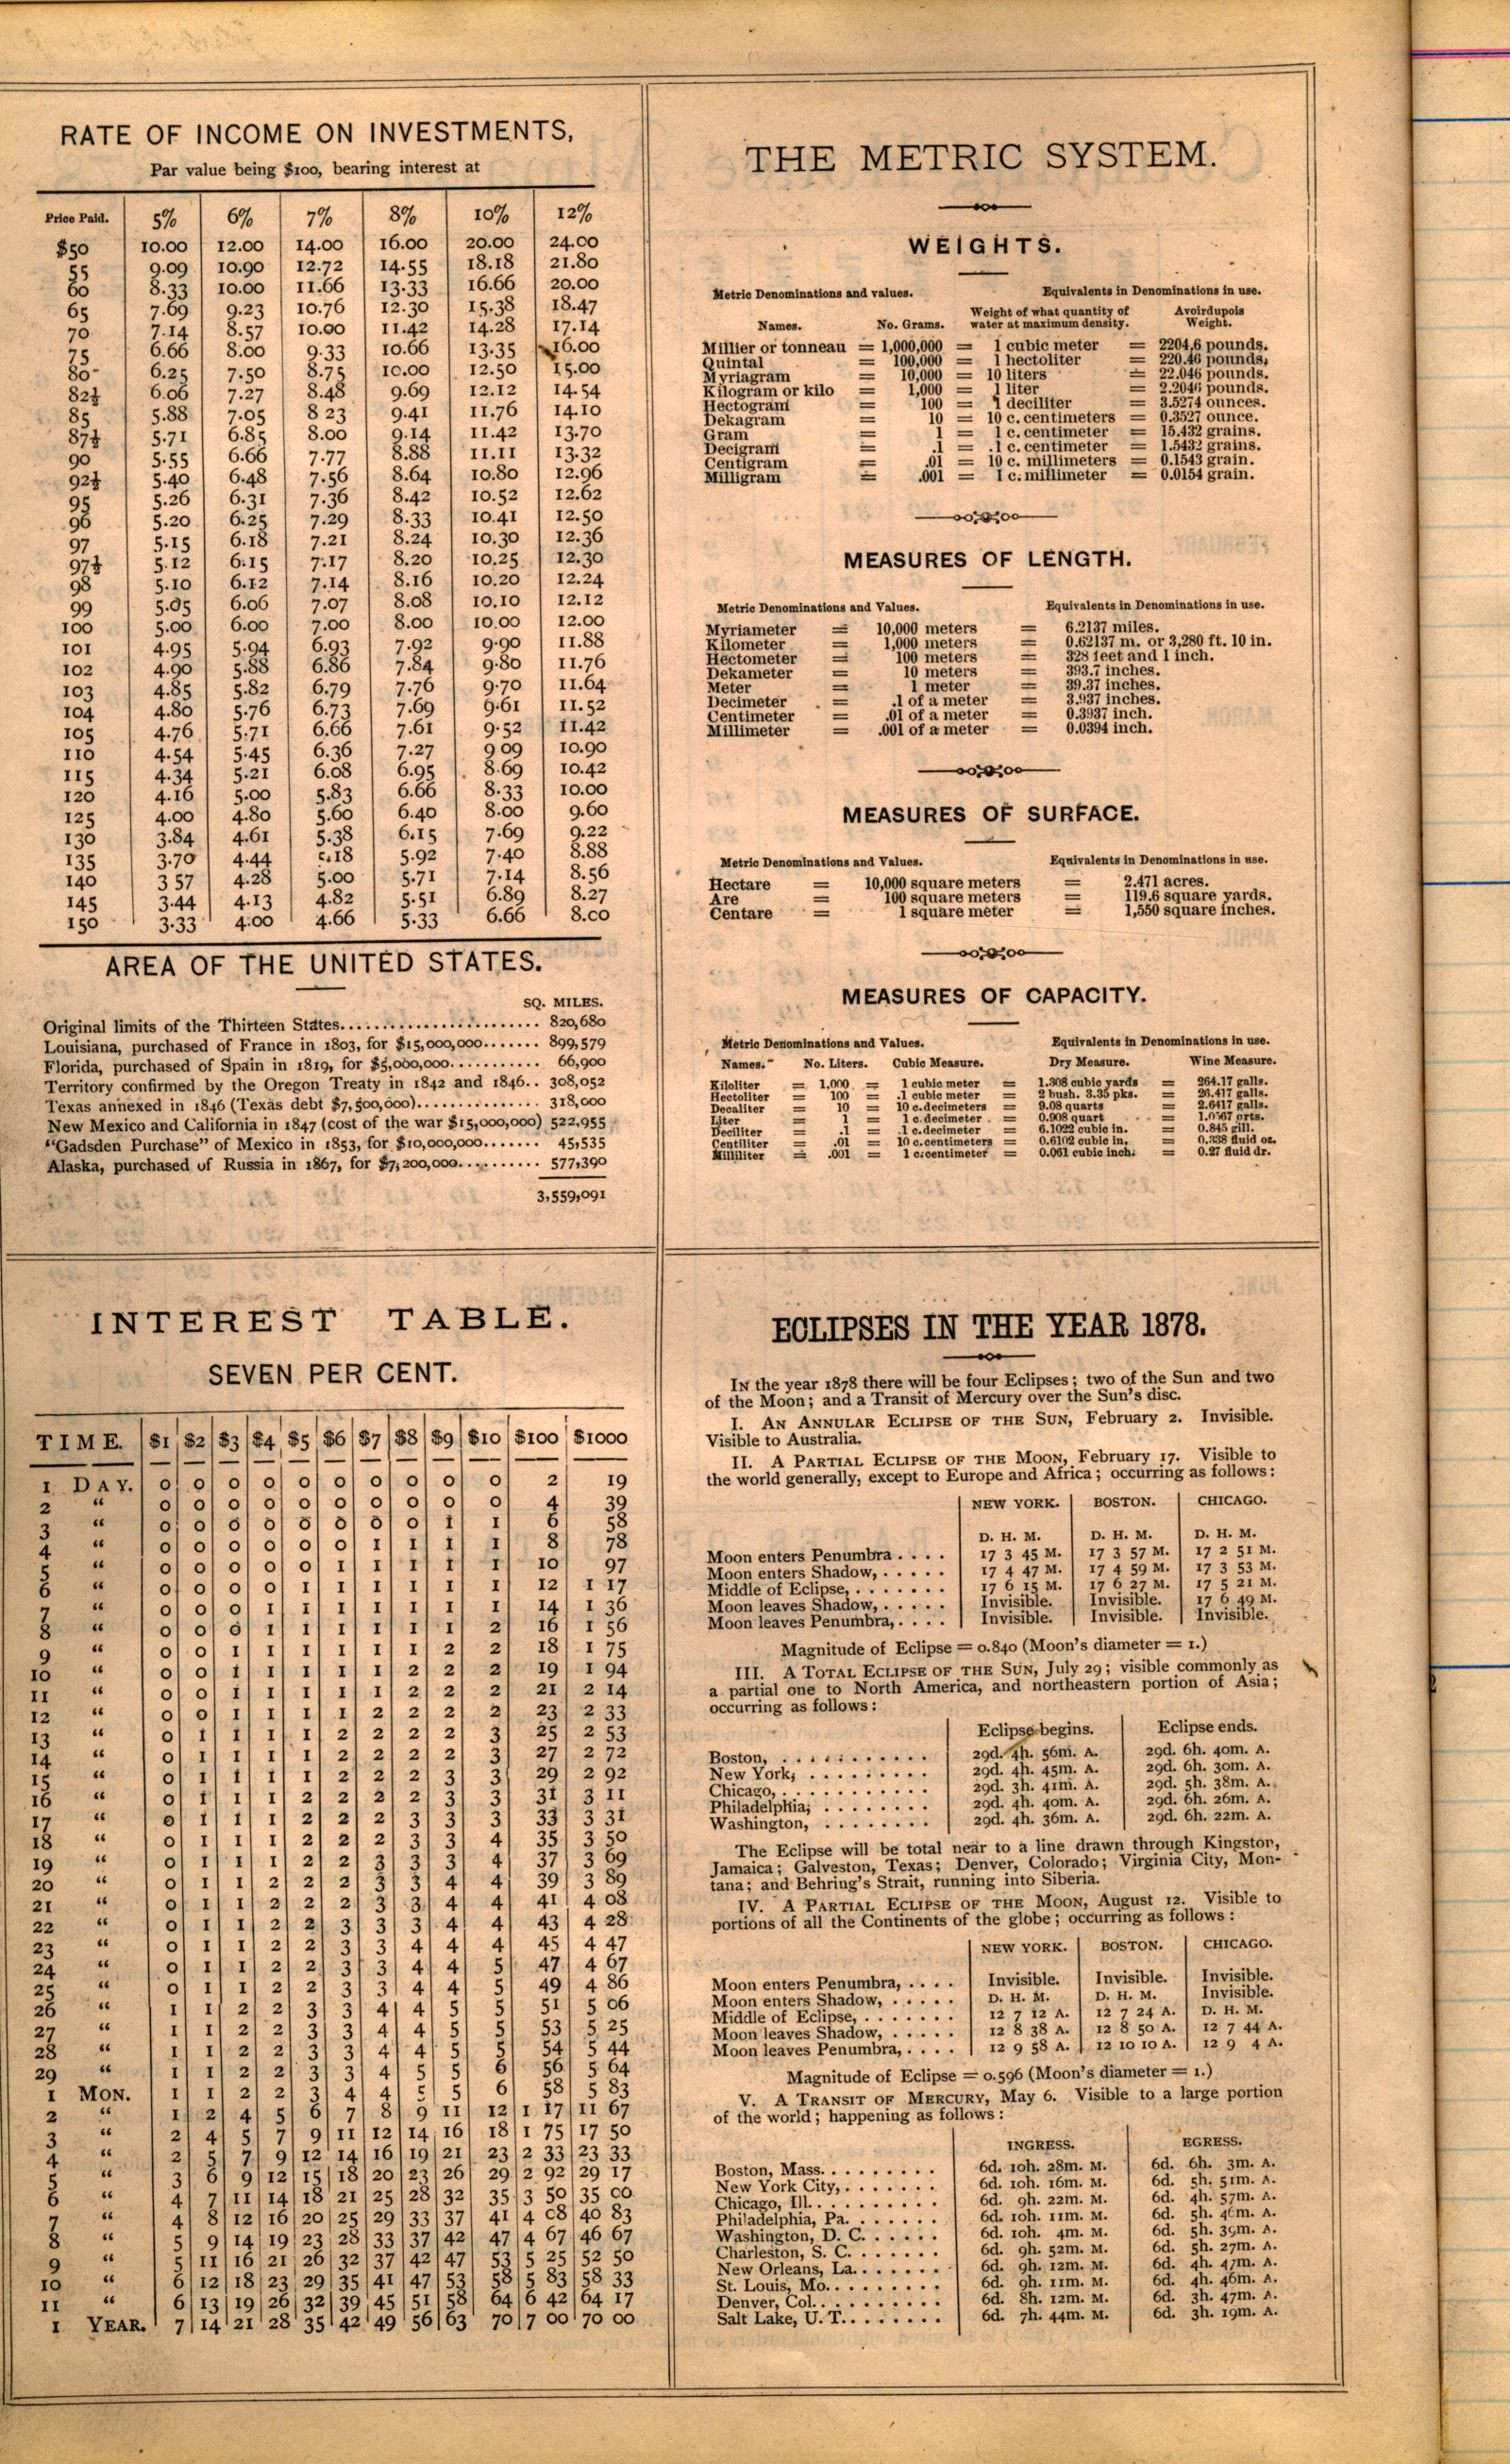 RATE OF INCOME ON INVESTMENTS,
Par value being $100, bearing interest at
Price Paid. 5% 6% 7% 8% 10% 12%
$50 10.00 12.00 14.00 16.00 20.00 24.00
55 9.09 10.90 12.72 14.55 18.18 21.80
60 8.33 10.00 11.66 13.33 16.66 20.00
65 7.69 9.23 10.76 12.30 15.38 18.47
70 7.14 8.57 10.00 11.42 14.28 17.14
75 6.66 8.00 9.33 10.66 13.35 16.00
80 6.25 7.50 8.75 10.00 12.50 15.00
82½ 6.06 7.27 8.48 9.69 12.12 14.54
85 5.88 7.05 8 23 9.41 11.76 14.10
87½ 5.71 6.85 8.00 9.14 11.42 13.70
90 5.55 6.66 7.77 8.88 11.11 13.32
92½ 5.40 6.48 7.56 8.64 10.80 12.96
95 5.26 6.31 7.36 8.42 10.52 12.62
96 5.20 6.25 7.29 8.33 10.41 12.50
97 5.15 6.18 7.21 8.24 10.30 12.36
97½ 5.12 6.15 7.17 8.20 10.25 12.30
98 5.10 6.12 7.14 8.16 10.20 12.24
99 5.05 6.06 7.07 8.08 10.10 12.12
100 5.00 6.00 7.00 8.00 10.00 12.00
101 4.95 5.94 6.93 7.92 9.90 11.88
102 4.90 5.88 6.86 7.84 9.80 11.76
103 4.85 5.82 6.79 7.76 9.70 11.64
104 4.80 5.76 6.73 7.69 9.61 11.52
105 4.76 5.71 6.66 7.61 9.52 11.42
110 4.54 5.45 6.36 7.27 9 09 10.90
115 4.34 5.21 6.08 6.95 8.69 10.42
120 4.16 5.00 5.83 6.66 8.33 10.00
125 4.00 4.80 5.60 6.40 8.00 9.60
130 3.84 4.61 5.38 6.15 7.69 9.22
135 3.70 4.44 5.18 5.92 7.40 8.88
140 3 57 4.28 5.00 5.71 7.14 8.56
145 3.44 4.13 4.82 5.51 6.89 8.27
150 3.33 4.00 4.66 5.33 6.66 8.00
AREA OF THE UNITED STATES.
SQ. MILES.
Original limits of the Thirteen States........................ 820,680
Louisiana, purchased of France in 1803, for $15,000,000....... 899,579
Florida, purchased of Spain in 1819, for $5,000,000........... 66,900
Territory confirmed by the Oregon Treaty in 1842 and 1846.. 308,052
Texas annexed in 1846 (Texas debt $7,500,000)............... 318,000
New Mexico and California in 1847 (cost of the war $15,000,000) 522,955
"Gadsden Purchase" of Mexico in 1853, for $10,000,000....... 45,535
Alaska, purchased of Russia in 1867, for $7,200,000.......... 577,390
3,559,091
THE METRIC SYSTEM.
WEIGHTS.
Metric Denominations and values. Equivalents in Denominations in use.
Names. No. Grams. Weight of what quantity of water at maximum density. Avoirdupois Weight.
Millier or tonneau = 1,000,000 = 1 cubic meter = 2204.6 pounds.
Quintal = 100,000 = 1 hectoliter = 220.46 pounds.
Myriagram = 10,000 = 10 liters = 22.046 pounds.
Kilogram or kilo = 1,000 = 1 liter = 2.2046 pounds.
Hectogram = 100 = 1 deciliter = 3.5274 ounces.
Dekagram = 10 = 10 c. centimeters = 0.3527 ounce.
Gram = 1 = 1 c. centimeter = 15.432 grains.
Decigram = .1 = .1 c. centimeter = 1.5432 grains.
Centigram = .01 = 10 c. millimeters = 0.1543 grain.
Milligram = .001 = 1 c. millimeter = 0.0154 grain.
MEASURES OF LENGTH.
Metric Denominations and Values. Equivalents in Denominations in use.
Myriameter = 10,000 meters = 6.2137 miles.
Kilometer = 1,000 meters = 0.62137 m. or 3,280 ft. 10 in.
Hectometer = 100 meters = 328 feet and 1 inch.
Dekameter = 10 meters = 393.7 inches.
Meter = 1 meter = 39.37 inches.
Decimeter = .1 of a meter = 3.937 inches.
Centimeter = .01 of a meter = 0.3937 inch.
Millimeter = .001 of a meter = 0.0394 inch.
MEASURES OF SURFACE.
Metric Denominations and Values. Equivalents in Denominations in use.
Hectare = 10,000 square meters = 2.471 acres.
Are = 100 square meters = 119.6 square yards.
Centare = 1 square meter = 1,550 square inches.
MEASURES OF CAPACITY.
Metric Denominations and Values. Equivalents in Denominations in use.
Names. No. Liters. Cubic Measure. Dry Measure. Wine Measure.
Kiloliter = 1,000 = 1 cubic meter = 1.308 cubic yards = 264.17 galls.
Hectoliter = 100 = .1 cubic meter = 2 bush. 3.35 pks. = 26.417 galls.
Decaliter = 10 = 10 c. decimeters = 9.08 quarts = 2.6417 galls.
Liter = 1 = 1 c. decimeter = 0.908 quart = 1.0567 qrts.
Deciliter = .1 = .1 c. decimeter = 6.1022 cubic in. = 0.845 gill.
Centiliter = .01 = 10 c. centimeters = 0.6102 cubic in. = 0.338 fluid oz.
Milliliter = .001 = 1 c. centimeter = 0.061 cubic inch. = 0.27 fluid dr.
INTEREST TABLE.
SEVEN PER CENT.
TIME. $1 $2 $3 $4 $5 $6 $7 $8 $9 $10 $100 $1000
1 DAY. 0 0 0 0 0 0 0 0 0 0 2 19
2 " 0 0 0 0 0 0 0 0 0 0 4 39
3 " 0 0 0 0 0 0 0 0 1 1 6 58
4 " 0 0 0 0 0 0 1 1 1 1 8 78
5 " 0 0 0 0 0 1 1 1 1 1 10 97
6 " 0 0 0 0 1 1 1 1 1 1 12 1 17
7 " 0 0 0 1 1 1 1 1 1 1 14 1 36
8 " 0 0 0 1 1 1 1 1 1 2 16 1 56
9 " 0 0 1 1 1 1 1 1 2 2 18 1 75
10 " 0 0 1 1 1 1 1 2 2 2 19 1 94
11 " 0 0 1 1 1 1 1 2 2 2 21 2 14
12 " 0 0 1 1 1 1 2 2 2 2 23 2 33
13 " 0 1 1 1 1 2 2 2 2 3 25 2 53
14 " 0 1 1 1 1 2 2 2 2 3 27 2 72
15 " 0 1 1 1 1 2 2 2 3 3 29 2 92
16 " 0 1 1 1 2 2 2 2 3 3 31 3 11
17 " 0 1 1 1 2 2 2 3 3 3 33 3 31
18 " 0 1 1 1 2 2 2 3 3 4 35 3 50
19 " 0 1 1 1 2 2 3 3 3 4 37 3 69
20 " 0 1 1 2 2 2 3 3 4 4 39 3 89
21 " 0 1 1 2 2 2 3 3 4 4 41 4 08
22 " 0 1 1 2 2 3 3 3 4 4 43 4 28
23 " 0 1 1 2 2 3 3 4 4 4 45 4 47
24 " 0 1 1 2 2 3 3 4 4 5 47 4 67
25 " 0 1 1 2 2 3 3 4 4 5 49 4 86
26 " 1 1 2 2 3 3 4 4 5 5 51 5 06
27 " 1 1 2 2 3 3 4 4 5 5 53 5 25
28 " 1 1 2 2 3 3 4 4 5 5 54 5 44
29 " 1 1 2 2 3 3 4 5 5 6 56 5 64
1 MON. 1 1 2 2 3 4 4 5 5 6 58 5 83
2 " 1 2 4 5 6 7 8 9 11 12 1 17 11 67
3 " 2 4 5 7 9 11 12 14 16 18 1 75 17 50
4 " 2 5 7 9 12 14 16 19 21 23 2 33 23 33
5 " 3 6 9 12 15 18 20 23 26 29 2 92 29 17
6 " 4 7 11 14 18 21 25 28 32 35 3 50 35 00
7 " 4 8 12 16 20 25 29 33 37 41 4 08 40 83
8 " 5 9 14 19 23 28 33 37 42 47 4 67 46 67
9 " 5 11 16 21 26 32 37 42 47 53 5 25 52 50
10 " 6 12 18 23 29 35 41 47 53 58 5 83 58 33
11 " 6 13 19 26 32 39 45 51 58 64 6 42 64 17
1 YEAR. 7 14 21 28 35 42 49 56 63 70 7 00 70 00
ECLIPSES IN THE YEAR 1878.
IN the year 1878 there will be four Eclipses; two of the Sun and two
of the Moon; and a Transit of Mercury over the Sun's disc.
I. AN ANNULAR ECLIPSE OF THE SUN, February 2. Invisible.
Visible to Australia.
II. A PARTIAL ECLIPSE OF THE MOON, February 17. Visible to
the world generally, except to Europe and Africa; occurring as follows:
NEW YORK. BOSTON. CHICAGO.
D. H. M. D. H. M. D. H. M.
Moon enters Penumbra .... 17 3 45 M. 17 3 57 M. 17 2 51 M.
Moon enters Shadow, ..... 17 4 47 M. 17 4 59 M. 17 3 53 M.
Middle of Eclipse, ....... 17 6 15 M. 17 6 27 M. 17 5 21 M.
Moon leaves Shadow, ..... Invisible. Invisible. 17 6 49 M.
Moon leaves Penumbra, .... Invisible. Invisible. Invisible.
Magnitude of Eclipse = 0.840 (Moon's diameter = 1.)
III. A TOTAL ECLIPSE OF THE SUN, July 29; visible commonly as
a partial one to North America, and northeastern portion of Asia;
occurring as follows:
Eclipse begins. Eclipse ends.
Boston, ........... 29d. 4h. 56m. A. 29d. 6h. 40m. A.
New York, ......... 29d. 4h. 45m. A. 29d. 6h. 30m. A.
Chicago, ........... 29d. 3h. 41m. A. 29d. 5h. 38m. A.
Philadelphia, ........ 29d. 4h. 40m. A. 29d. 6h. 26m. A.
Washington, ........ 29d. 4h. 36m. A. 29d. 6h. 22m. A.
The Eclipse will be total near to a line drawn through Kingston,
Jamaica; Galveston, Texas; Denver, Colorado; Virginia City, Mon-
tana; and Behring's Strait, running into Siberia.
IV. A PARTIAL ECLIPSE OF THE MOON, August 12. Visible to
portions of all the Continents of the globe; occurring as follows:
NEW YORK. BOSTON. CHICAGO.
Moon enters Penumbra, .... Invisible. Invisible. Invisible.
Moon enters Shadow, ..... D. H. M. D. H. M. Invisible.
Middle of Eclipse, ....... 12 7 12 A. 12 7 24 A. D. H. M.
Moon leaves Shadow, ..... 12 8 38 A. 12 8 50 A. 12 7 44 A.
Moon leaves Penumbra, .... 12 9 58 A. 12 10 10 A. 12 9 4 A.
Magnitude of Eclipse = 0.596 (Moon's diameter = 1.)
V. A TRANSIT OF MERCURY, May 6. Visible to a large portion
of the world; happening as follows:
INGRESS. EGRESS.
Boston, Mass. ........ 6d. 10h. 28m. M. 6d. 6h. 3m. A.
New York City, ....... 6d. 10h. 16m. M. 6d. 5h. 51m. A.
Chicago, Ill. ......... 6d. 9h. 22m. M. 6d. 4h. 57m. A.
Philadelphia, Pa. ...... 6d. 10h. 11m. M. 6d. 5h. 46m. A.
Washington, D. C. ..... 6d. 10h. 4m. M. 6d. 5h. 39m. A.
Charleston, S. C. ...... 6d. 9h. 52m. M. 6d. 5h. 27m. A.
New Orleans, La. ...... 6d. 9h. 12m. M. 6d. 4h. 47m. A.
St. Louis, Mo. ........ 6d. 9h. 11m. M. 6d. 4h. 46m. A.
Denver, Col. ......... 6d. 8h. 12m. M. 6d. 3h. 47m. A.
Salt Lake, U. T. ....... 6d. 7h. 44m. M. 6d. 3h. 19m. A.